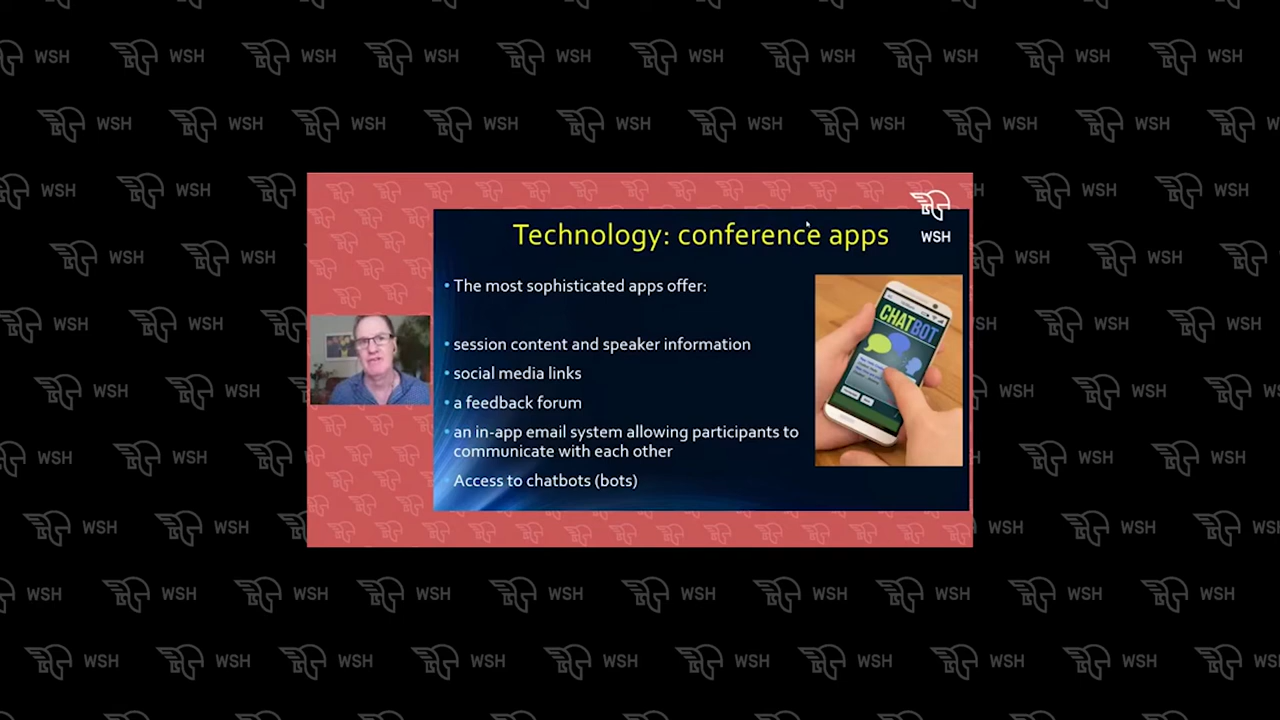 Technology: conference apps
WSH
• The most sophisticated apps offer:
• session content and speaker information
• social media links
• a feedback forum
• an in-app email system allowing participants to
communicate with each other
• Access to chatbots (bots)
CHATBOT